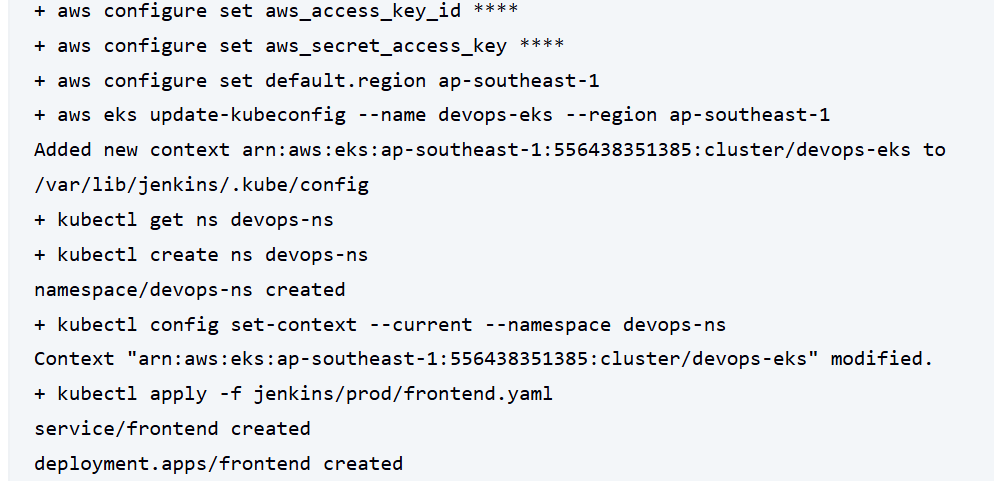 + aws configure set aws_access_key_id ****
+ aws configure set aws_secret_access_key ****
+ aws configure set default.region ap-southeast-1
+ aws eks update-kubeconfig --name devops-eks --region ap-southeast-1
Added new context arn:aws:eks:ap-southeast-1:556438351385:cluster/devops-eks to
/var/lib/jenkins/.kube/config
+ kubectl get ns devops-ns
+ kubectl create ns devops-ns
namespace/devops-ns created
+ kubectl config set-context --current --namespace devops-ns
Context "arn:aws:eks:ap-southeast-1:556438351385:cluster/devops-eks" modified.
+ kubectl apply -f jenkins/prod/frontend.yaml
service/frontend created
deployment.apps/frontend created